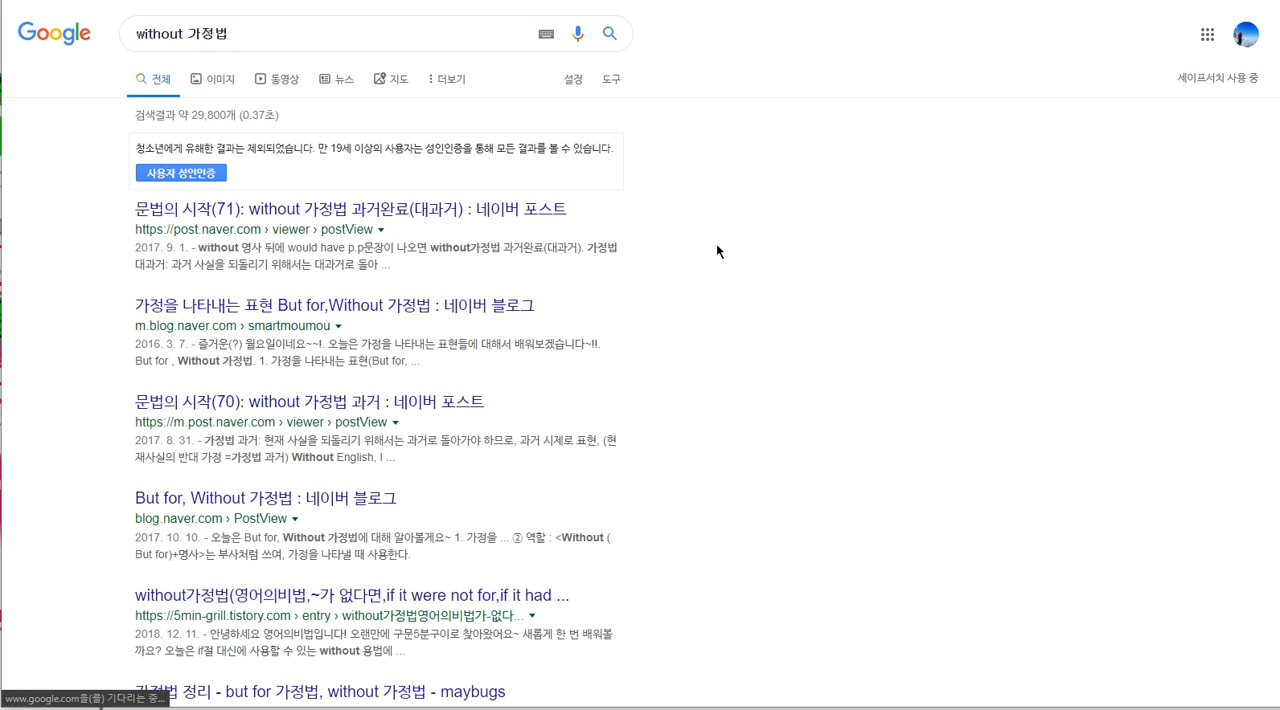 Google
without 가정법
전체
이미지
동영상
뉴스
지도
더보기
설정
도구
세이프서치 사용 중
검색결과 약 29,800개 (0.37초)
청소년에게 유해한 결과는 제외되었습니다. 만 19세 이상의 사용자는 성인인증을 통해 모든 결과를 볼 수 있습니다.
사용자 성인인증
문법의 시작(71): without 가정법 과거완료(대과거) : 네이버 포스트
https://post.naver.com › viewer › postView
2017. 9. 1. - without 명사 뒤에 would have p.p문장이 나오면 without가정법 과거완료(대과거). 가정법
대과거: 과거 사실을 되돌리기 위해서는 대과거로 돌아 ...
가정을 나타내는 표현 But for,Without 가정법 : 네이버 블로그
m.blog.naver.com › smartmoumou
2016. 3. 7. - 즐거운(?) 월요일이네요~~!. 오늘은 가정을 나타내는 표현들에 대해서 배워보겠습니다~!!.
But for , Without 가정법. 1. 가정을 나타내는 표현(But for, ...
문법의 시작(70): without 가정법 과거 : 네이버 포스트
https://m.post.naver.com › viewer › postView
2017. 8. 31. - 가정법 과거: 현재 사실을 되돌리기 위해서는 과거로 돌아가야 하므로, 과거 시제로 표현, (현
재사실의 반대 가정 =가정법 과거) Without English, I ...
But for, Without 가정법 : 네이버 블로그
blog.naver.com › PostView
2017. 10. 10. - 오늘은 But for, Without 가정법에 대해 알아볼게요~ 1. 가정을 ... ② 역할 : <Without (
But for)+명사>는 부사처럼 쓰여, 가정을 나타낼 때 사용한다.
without가정법(영어의비법,~가 없다면,if it were not for,if it had ...
https://5min-grill.tistory.com › entry › without가정법영어의비법가-없다...
2018. 12. 11. - 안녕하세요 영어의비법입니다! 오랜만에 구문5분구이로 찾아왔어요~ 새롭게 한 번 배워볼
까요? 오늘은 if절 대신에 사용할 수 있는 without 용법에 ...
가정법 정리 - but for 가정법, without 가정법 - maybugs
www.google.com을(를) 기다리는 중...